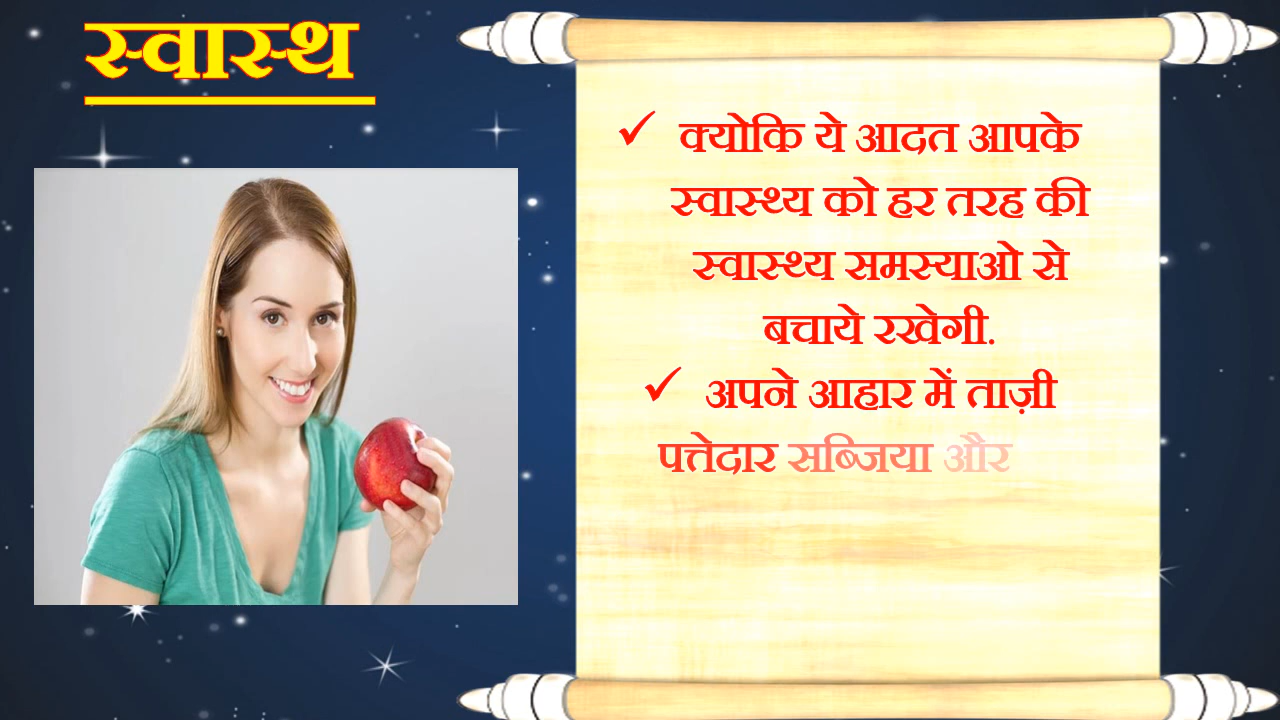 स्वास्थ
✓ क्योकि ये आदत आपके
स्वास्थ्य को हर तरह की
स्वास्थ्य समस्याओ से
बचाये रखेगी.
✓ अपने आहार में ताज़ी
पत्तेदार सब्जिया और